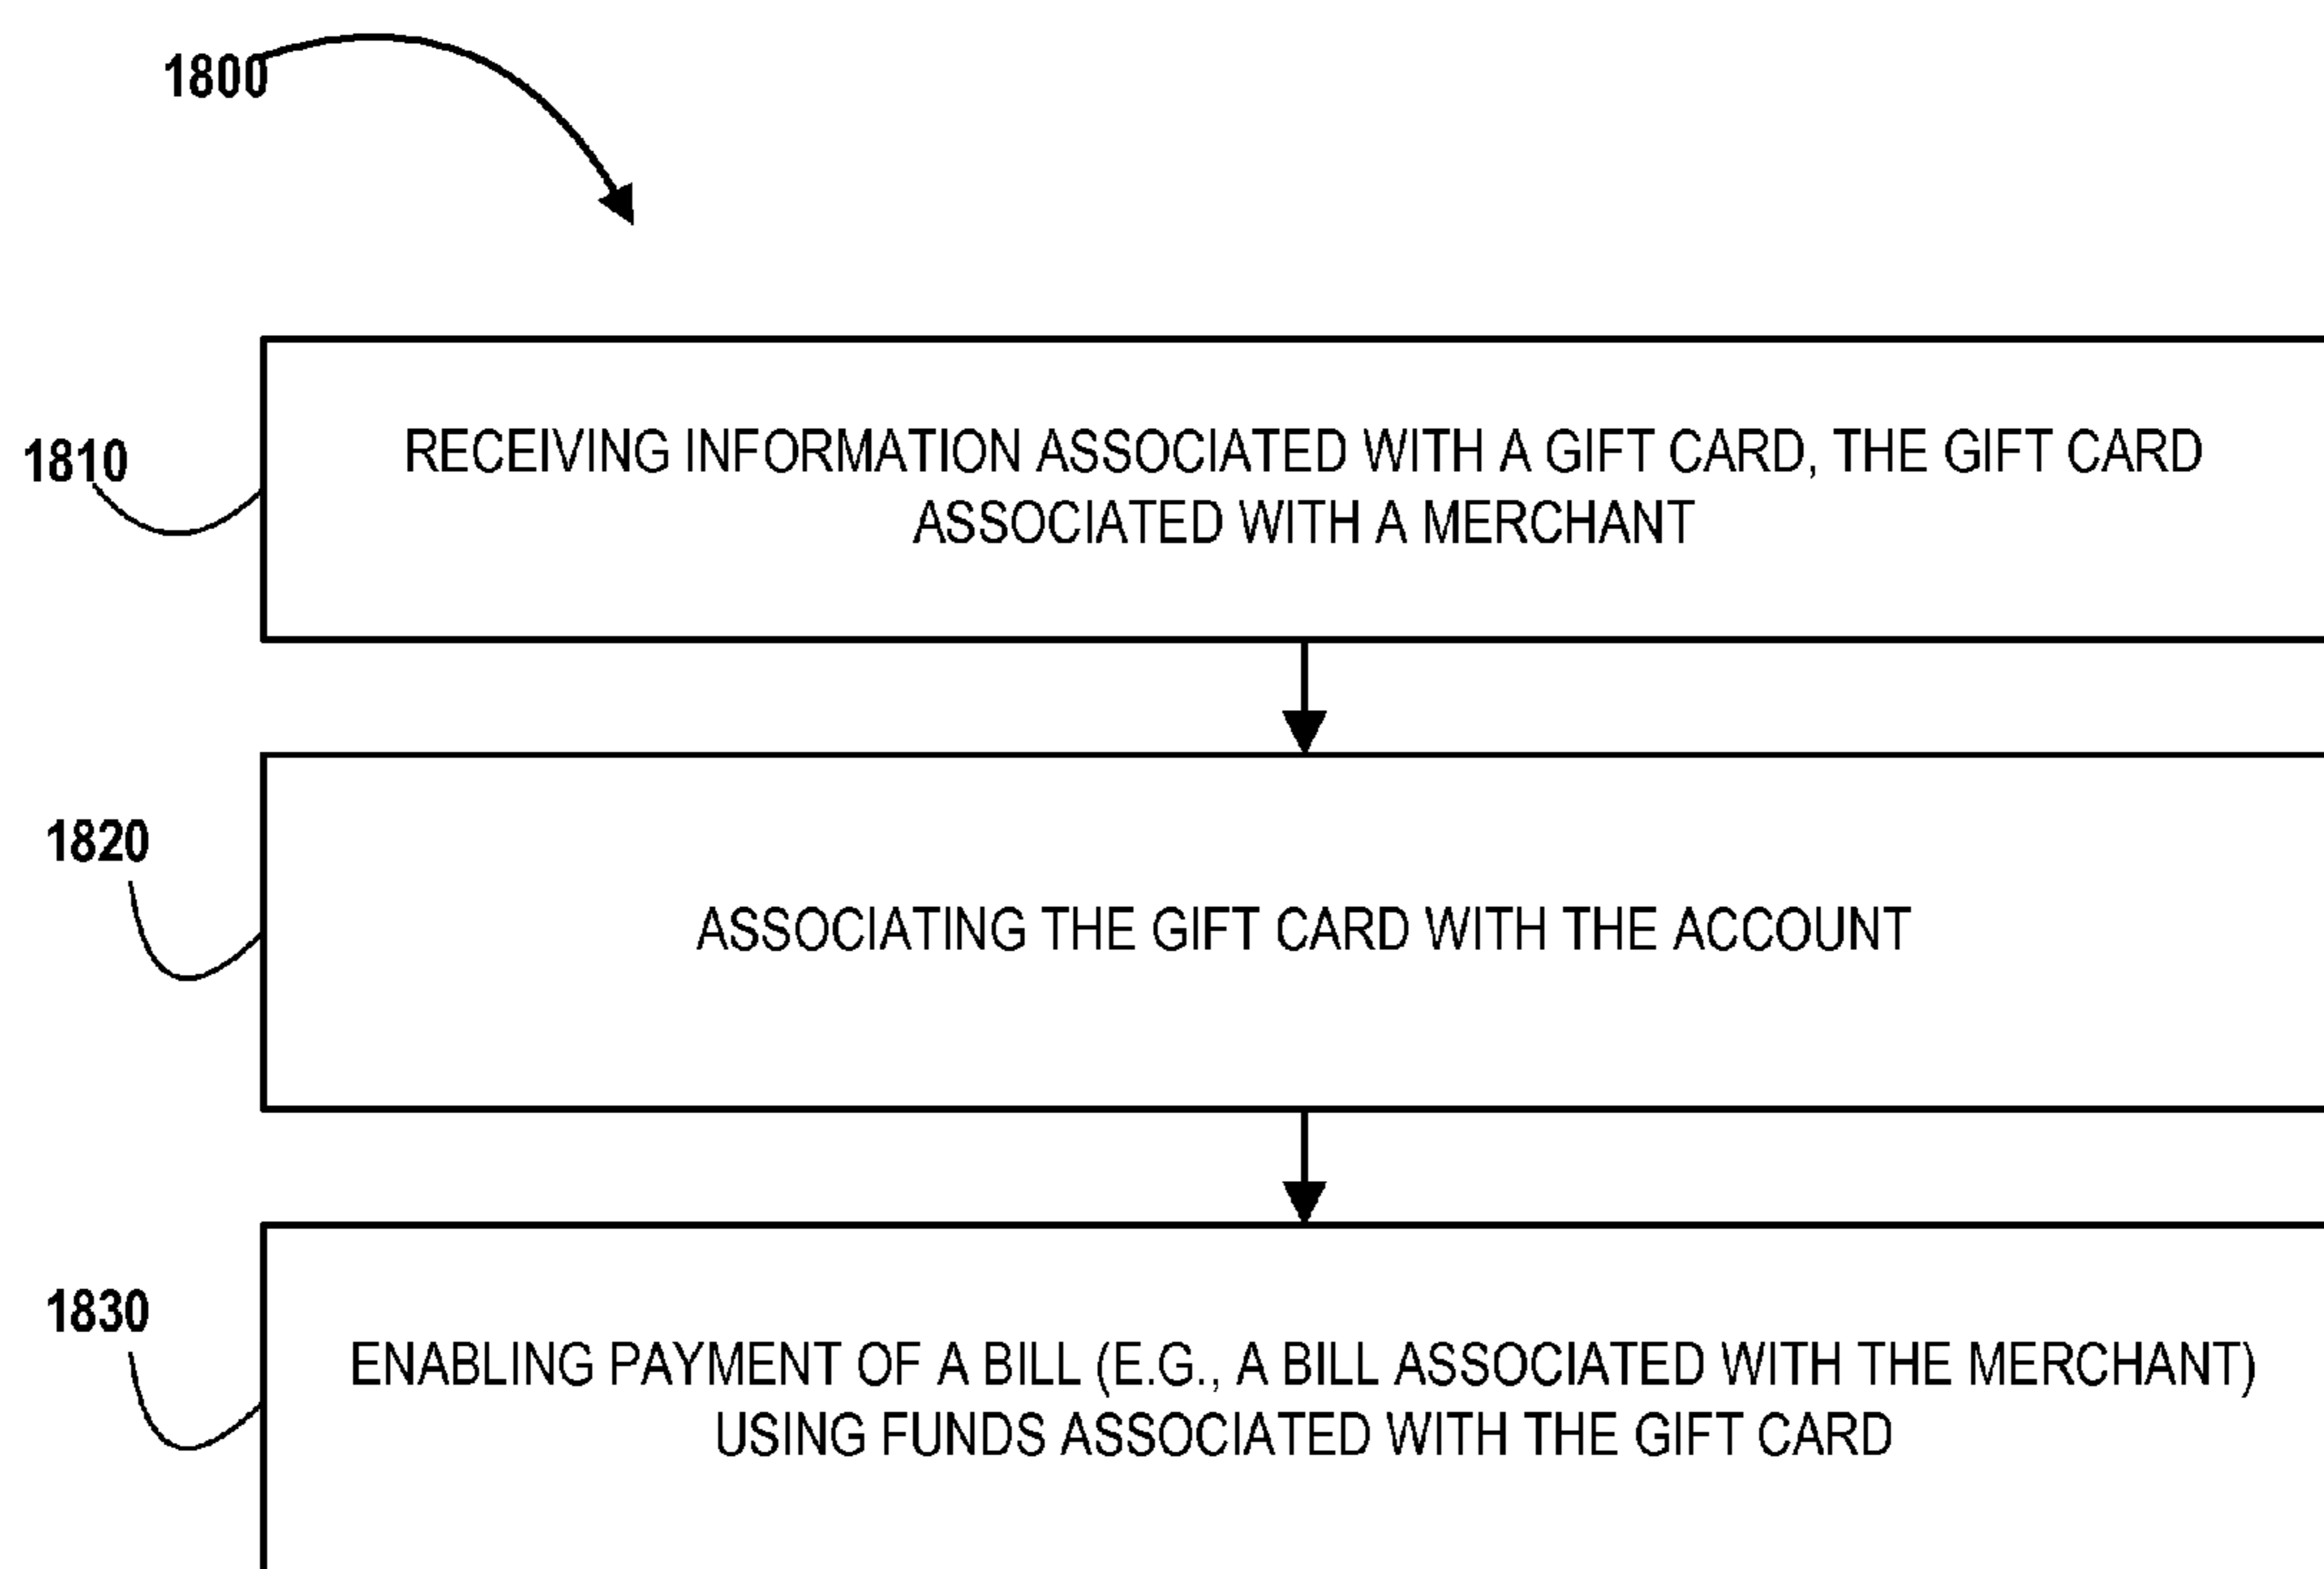 1800
1810
RECEIVING INFORMATION ASSOCIATED WITH A GIFT CARD, THE GIFT CARD
ASSOCIATED WITH A MERCHANT
1820
ASSOCIATING THE GIFT CARD WITH THE ACCOUNT
1830
ENABLING PAYMENT OF A BILL (E.G., A BILL ASSOCIATED WITH THE MERCHANT)
USING FUNDS ASSOCIATED WITH THE GIFT CARD